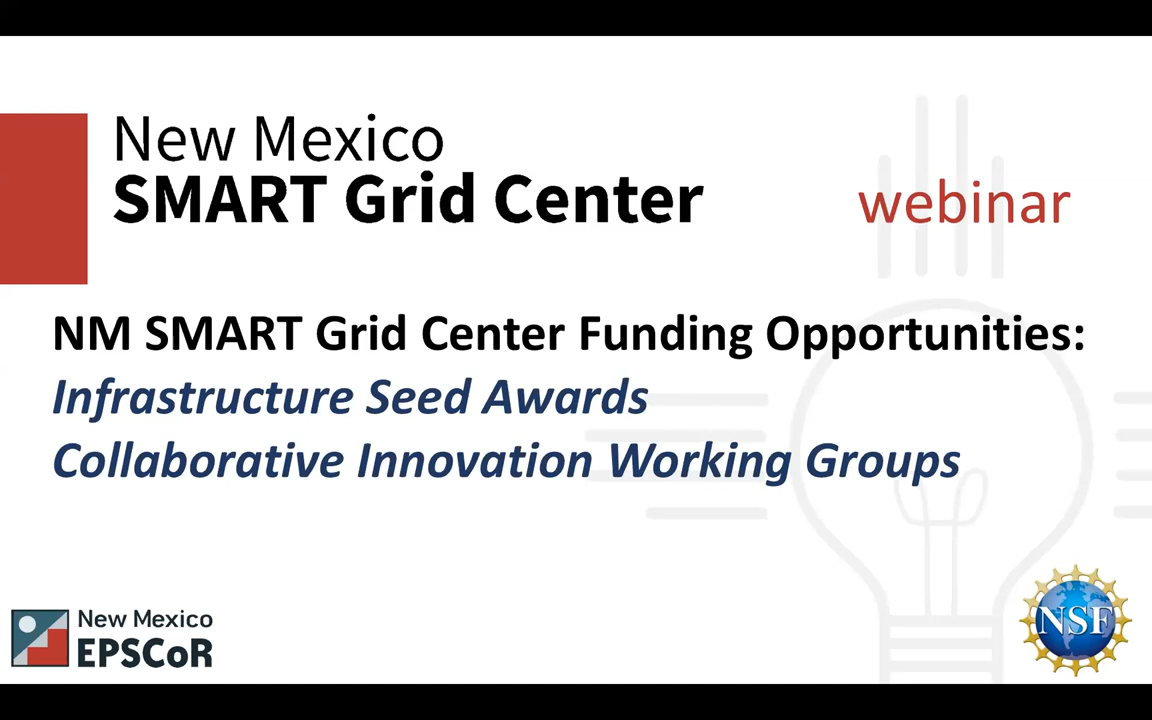 New Mexico
SMART Grid Center
webinar
NM SMART Grid Center Funding Opportunities:
Infrastructure Seed Awards
Collaborative Innovation Working Groups
New Mexico
EPSCoR
NSF